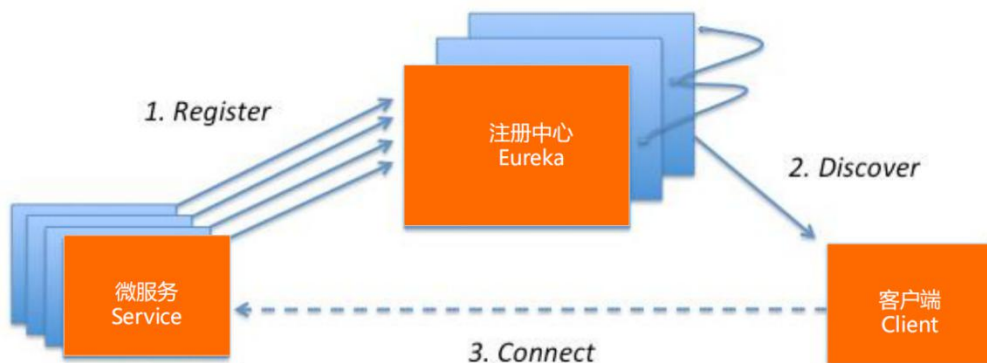 1. Register
注册中心
Eureka
2. Discover
微服务
Service
客户端
Client
3. Connect